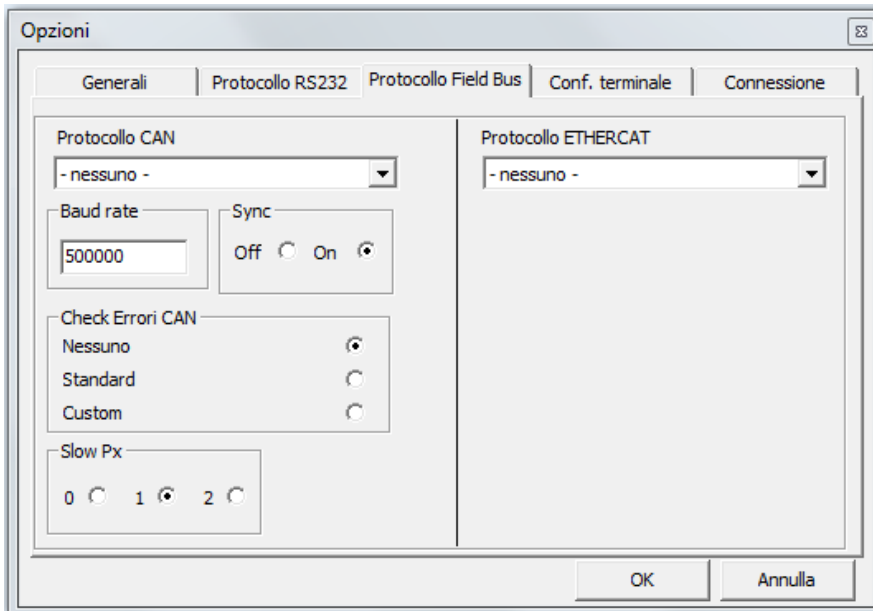 Opzioni
Generali
Protocollo RS232
Protocollo Field Bus
Conf. terminale
Connessione
Protocollo CAN
- nessuno -
Baud rate
500000
Sync
Off On
Check Errori CAN
Nessuno
Standard
Custom
Slow Px
0 1 2
Protocollo ETHERCAT
- nessuno -
OK
Annulla